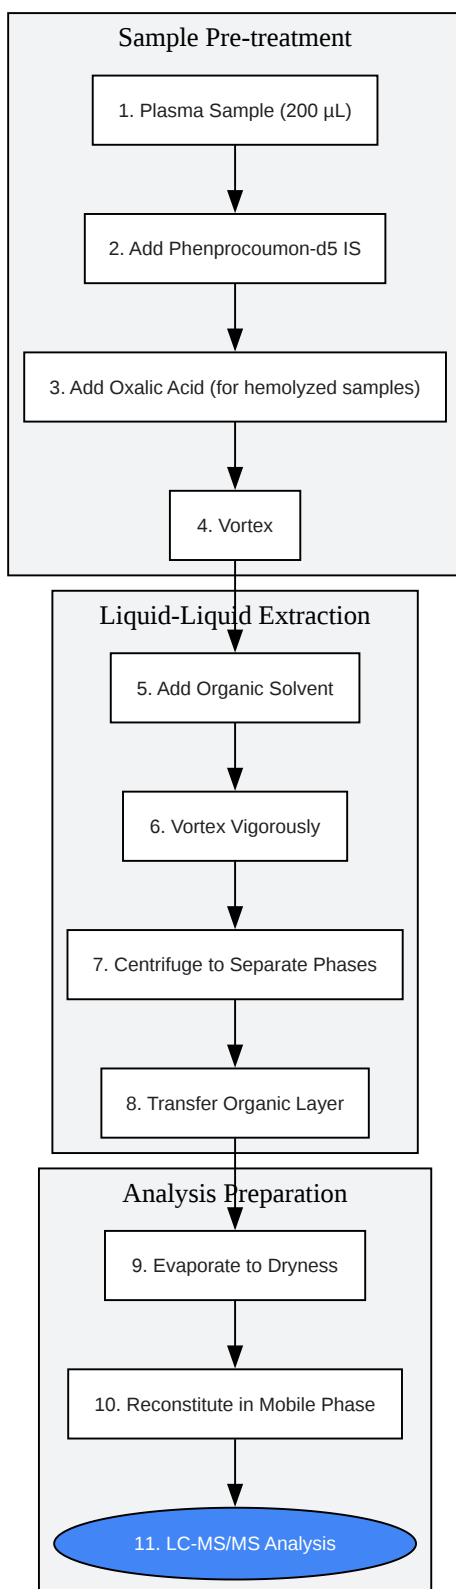 Sample Pre-treatment
1. Plasma Sample (200 µL)
2. Add Phenprocoumon-d5 IS
3. Add Oxalic Acid (for hemolyzed samples)
4. Vortex
Liquid-Liquid Extraction
5. Add Organic Solvent
6. Vortex Vigorously
7. Centrifuge to Separate Phases
8. Transfer Organic Layer
Analysis Preparation
9. Evaporate to Dryness
10. Reconstitute in Mobile Phase
11. LC-MS/MS Analysis